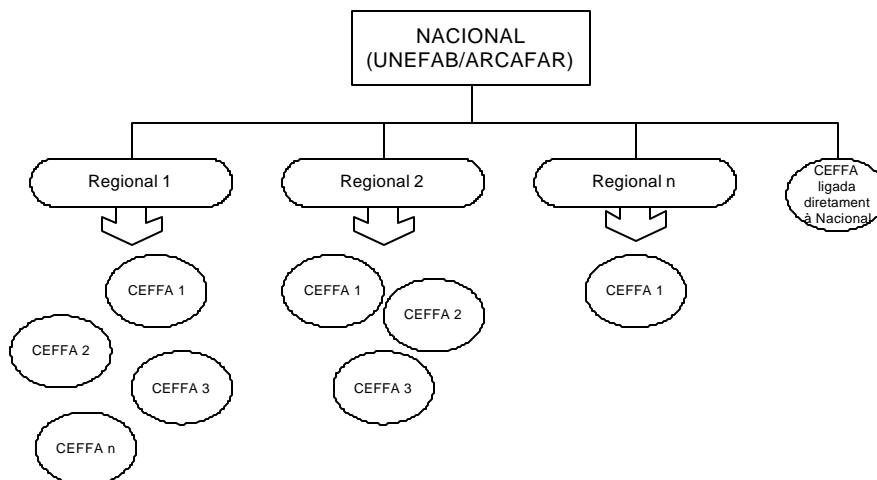 NACIONAL
(UNEFAB/ARCAFAR)
Regional 1
Regional 2
Regional n
CEFFA
ligada
diretament
à Nacional
CEFFA 1
CEFFA 2
CEFFA 3
CEFFA n
CEFFA 1
CEFFA 2
CEFFA 3
CEFFA 1